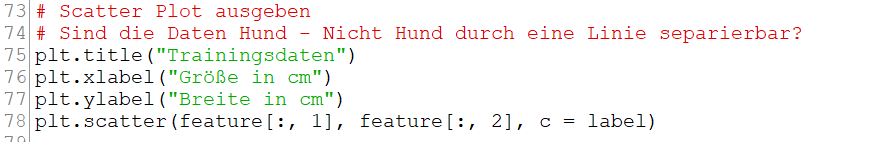 73 # Scatter Plot ausgeben
74 # Sind die Daten Hund - Nicht Hund durch eine Linie separierbar?
75 plt.title("Trainingsdaten")
76 plt.xlabel("Größe in cm")
77 plt.ylabel("Breite in cm")
78 plt.scatter(feature[:, 1], feature[:, 2], c = label)